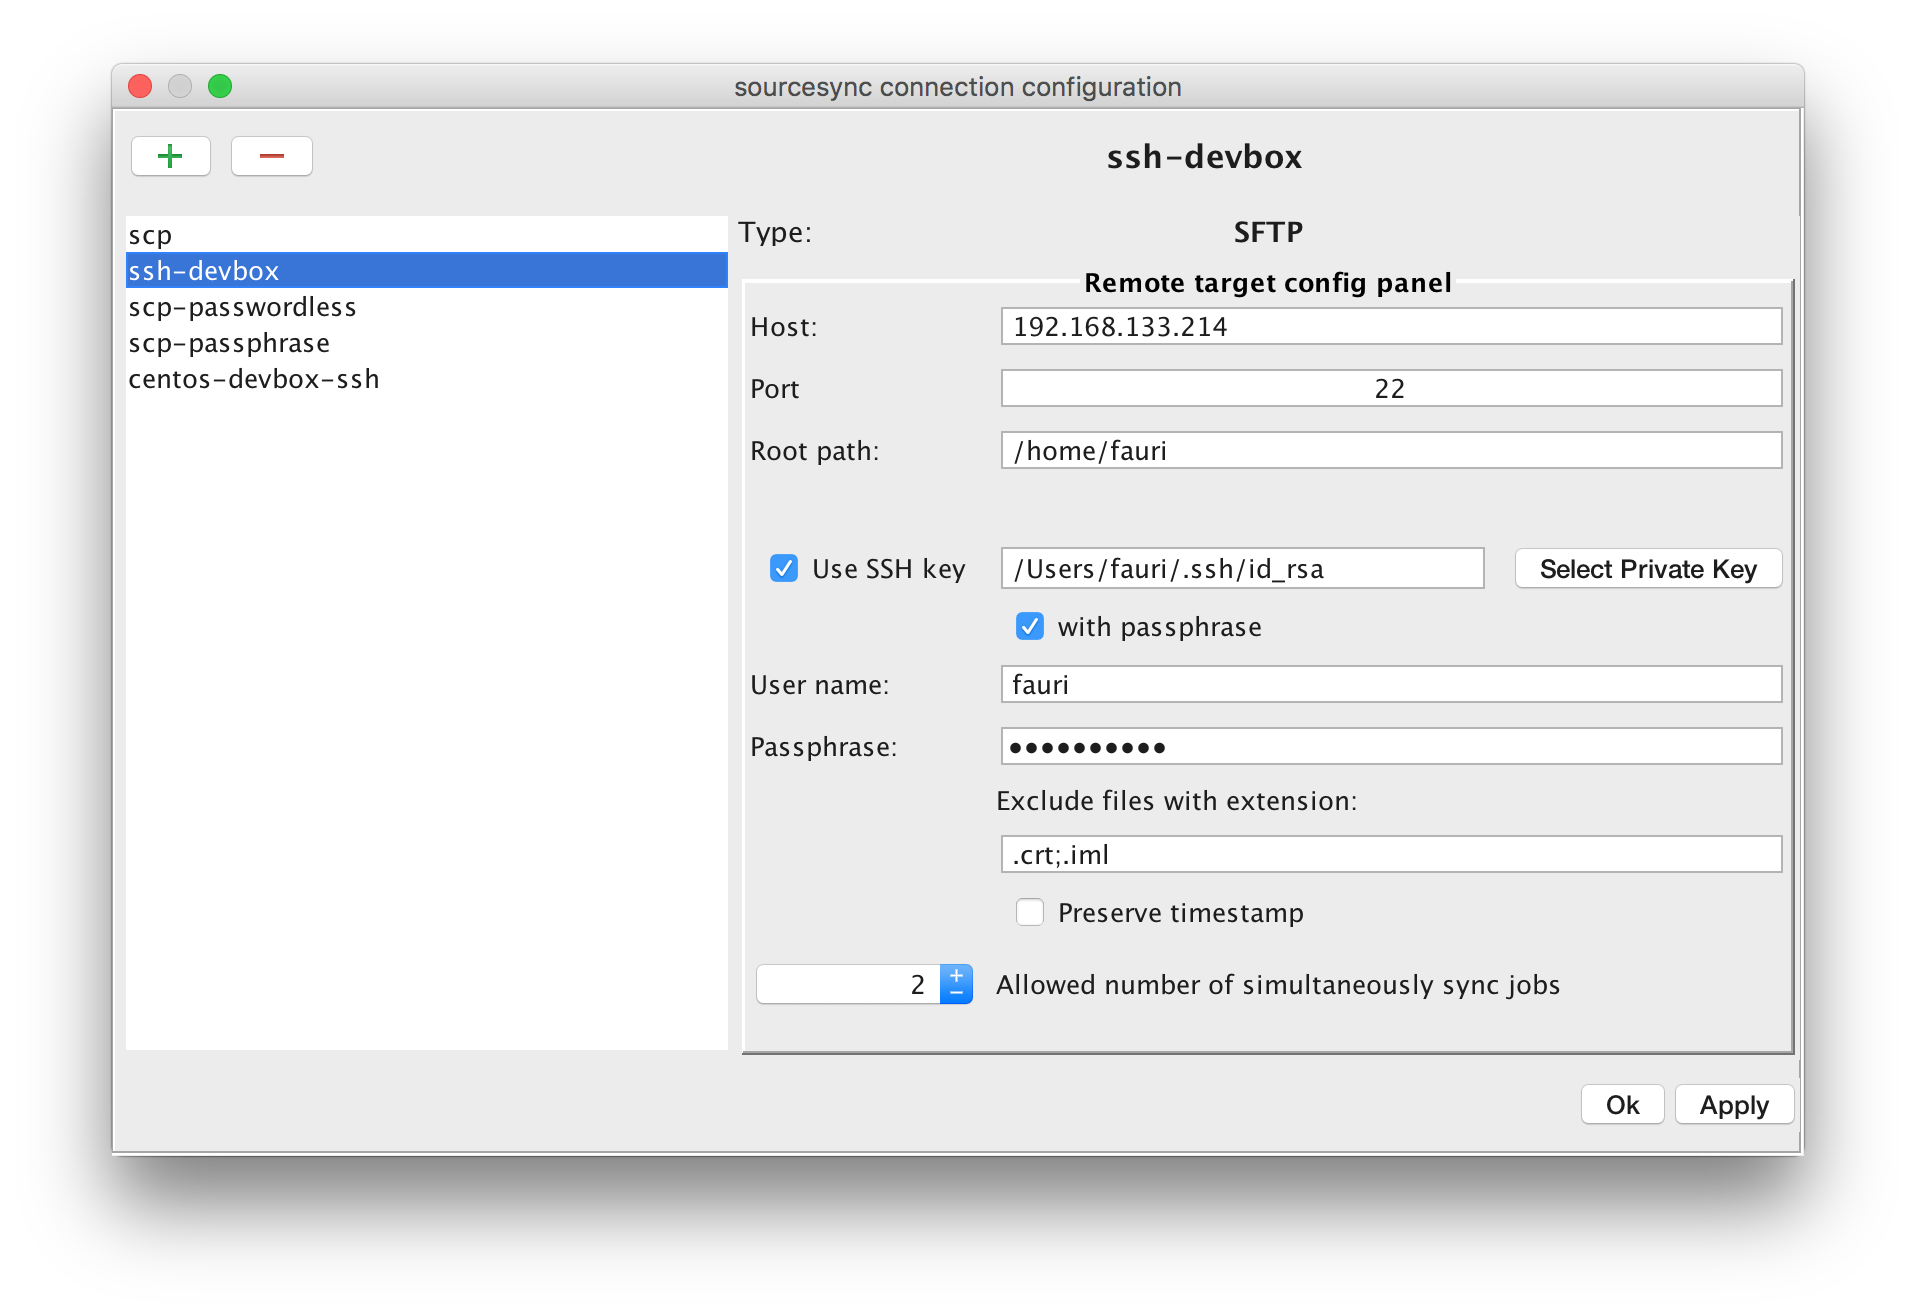 sourcesync connection configuration
ssh-devbox
scp
ssh-devbox
scp-passwordless
scp-passphrase
centos-devbox-ssh
Type: SFTP
Remote target config panel
Host: 192.168.133.214
Port 22
Root path: /home/fauri
Use SSH key /Users/fauri/.ssh/id_rsa Select Private Key
with passphrase
User name: fauri
Passphrase: ••••••••••
Exclude files with extension:
.crt;.iml
Preserve timestamp
2 Allowed number of simultaneously sync jobs
Ok Apply